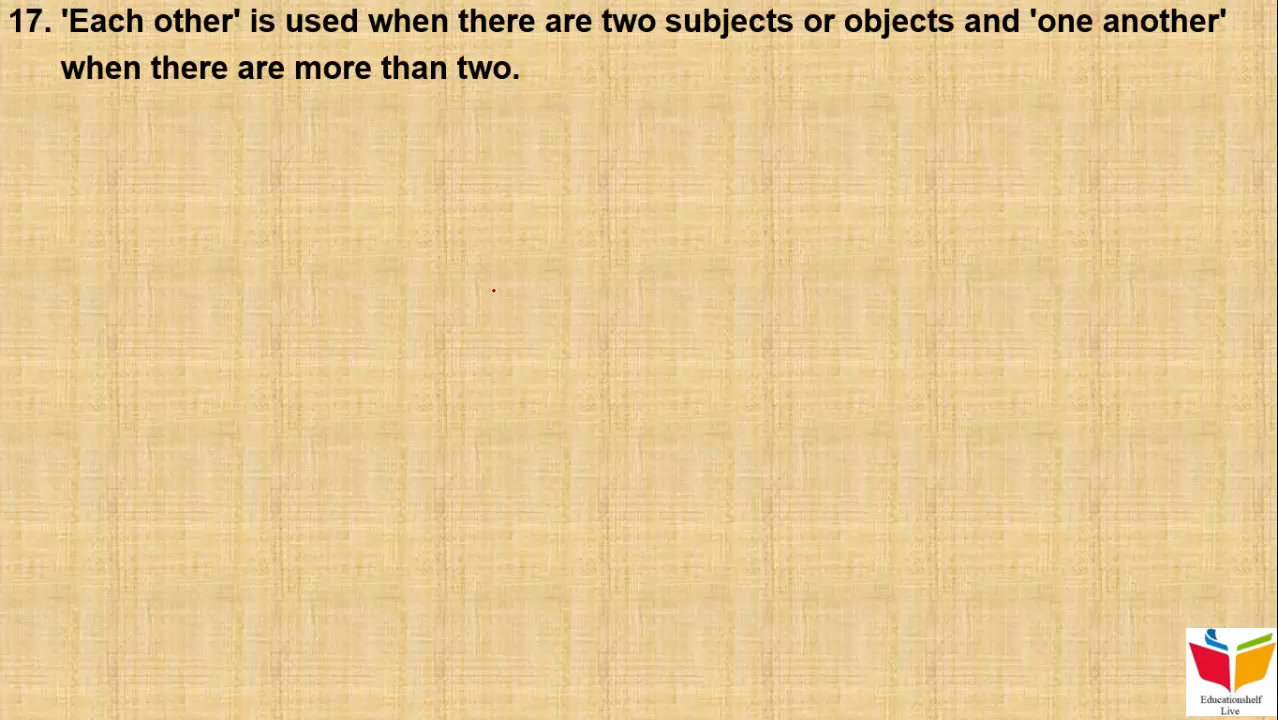 17. 'Each other' is used when there are two subjects or objects and 'one another'
when there are more than two.
Educationshelf
Live